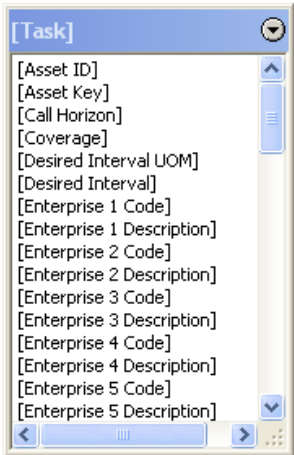 [Task]
[Asset ID]
[Asset Key]
[Call Horizon]
[Coverage]
[Desired Interval UOM]
[Desired Interval]
[Enterprise 1 Code]
[Enterprise 1 Description]
[Enterprise 2 Code]
[Enterprise 2 Description]
[Enterprise 3 Code]
[Enterprise 3 Description]
[Enterprise 4 Code]
[Enterprise 4 Description]
[Enterprise 5 Code]
[Enterprise 5 Description]